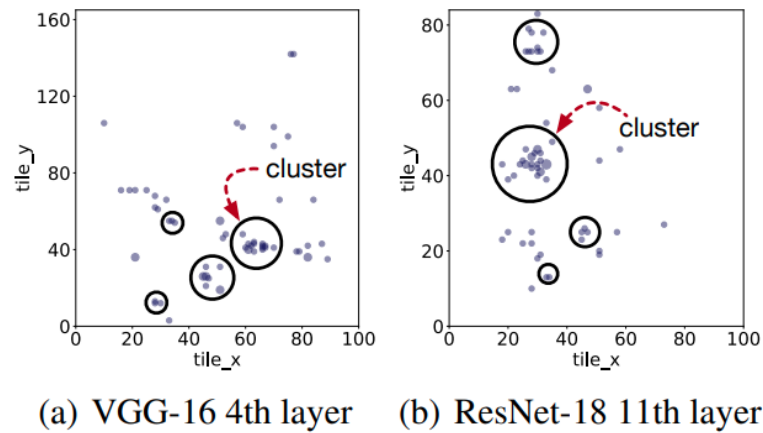 160
120
80
40
0
tile_y
cluster
0 20 40 60 80 100
tile_x
80
60
40
20
0
tile_y
cluster
0 20 40 60 80 100
tile_x
(a) VGG-16 4th layer
(b) ResNet-18 11th layer